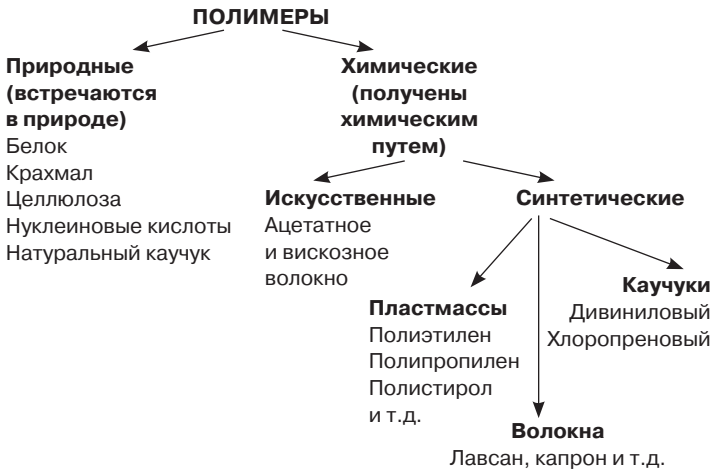 ПОЛИМЕРЫ
Природные
(встречаются
в природе)
Белок
Крахмал
Целлюлоза
Нуклеиновые кислоты
Натуральный каучук
Химические
(получены
химическим
путем)
Искусственные
Ацетатное
и вискозное
волокно
Синтетические
Пластмассы
Полиэтилен
Полипропилен
Полистирол
и т.д.
Волокна
Лавсан, капрон и т.д.
Каучуки
Дивиниловый
Хлоропреновый